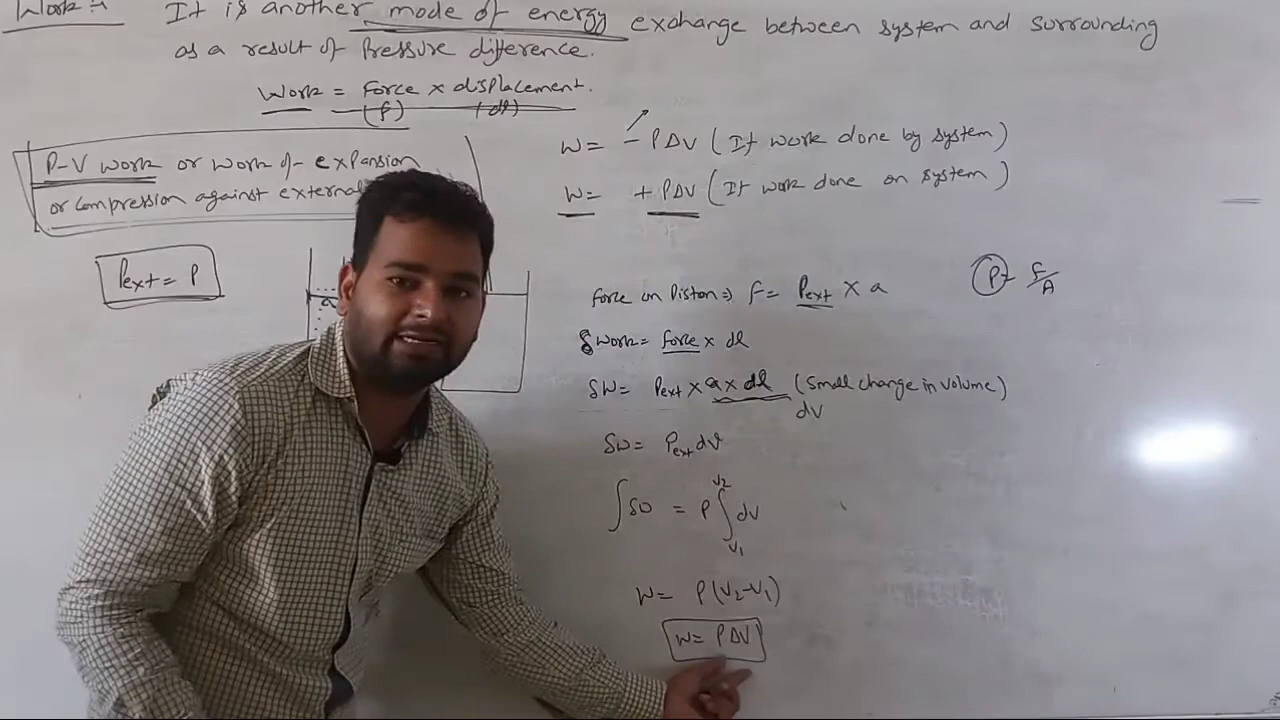 Work :-
It is another mode of energy exchange between system and surrounding
as a result of Pressure difference.
Work = Force × displacement.
(f) (dl)
P-V work or work of expansion
or compression against external
W = - PΔV (If work done by system)
W = + PΔV (If work done on system)
Pext = P
a
Force on Piston ⇒ f = Pext × a
P = F/A
δwork = force × dl
δW = Pext × a × dl (small change in volume)
dv
δW = Pext dv
∫δω = P ∫ dv
V2
V1
W = P(V2-V1)
W = PΔV